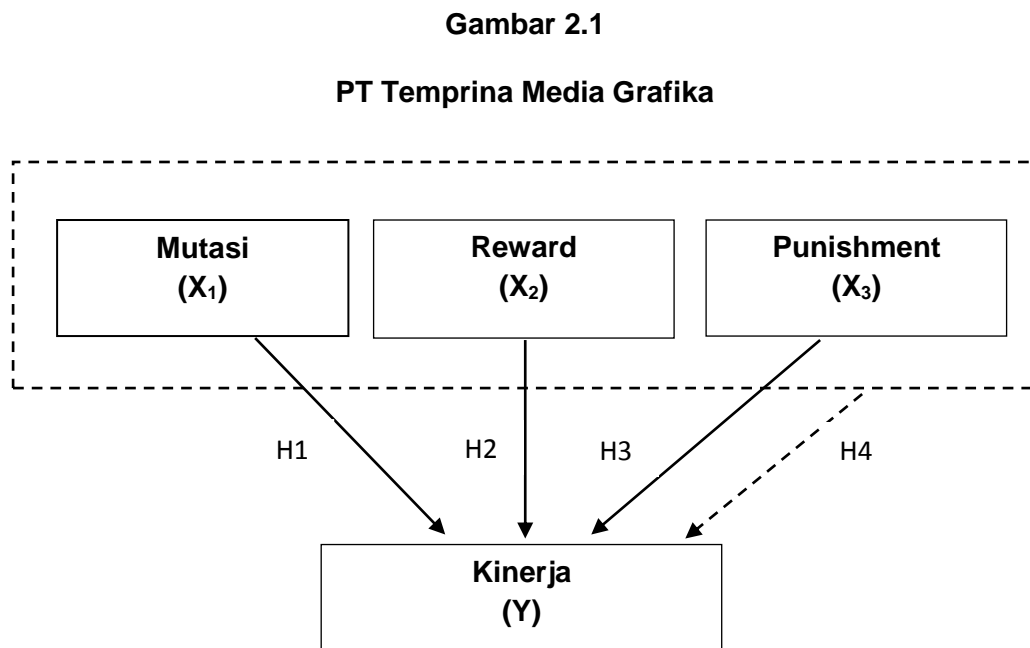 Gambar 2.1
PT Temprina Media Grafika
Mutasi
(X₁)
Reward
(X₂)
Punishment
(X₃)
H1
H2
H3
H4
Kinerja
(Y)